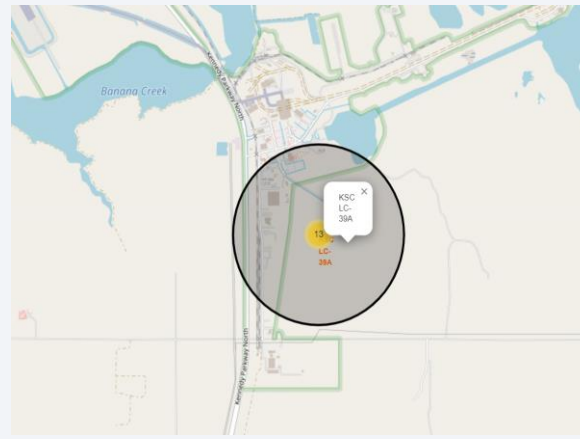 Kennedy Parkway North
Banana Creek
KSC
LC-
39A
×
13
LC-
39A
Kennedy Parkway North